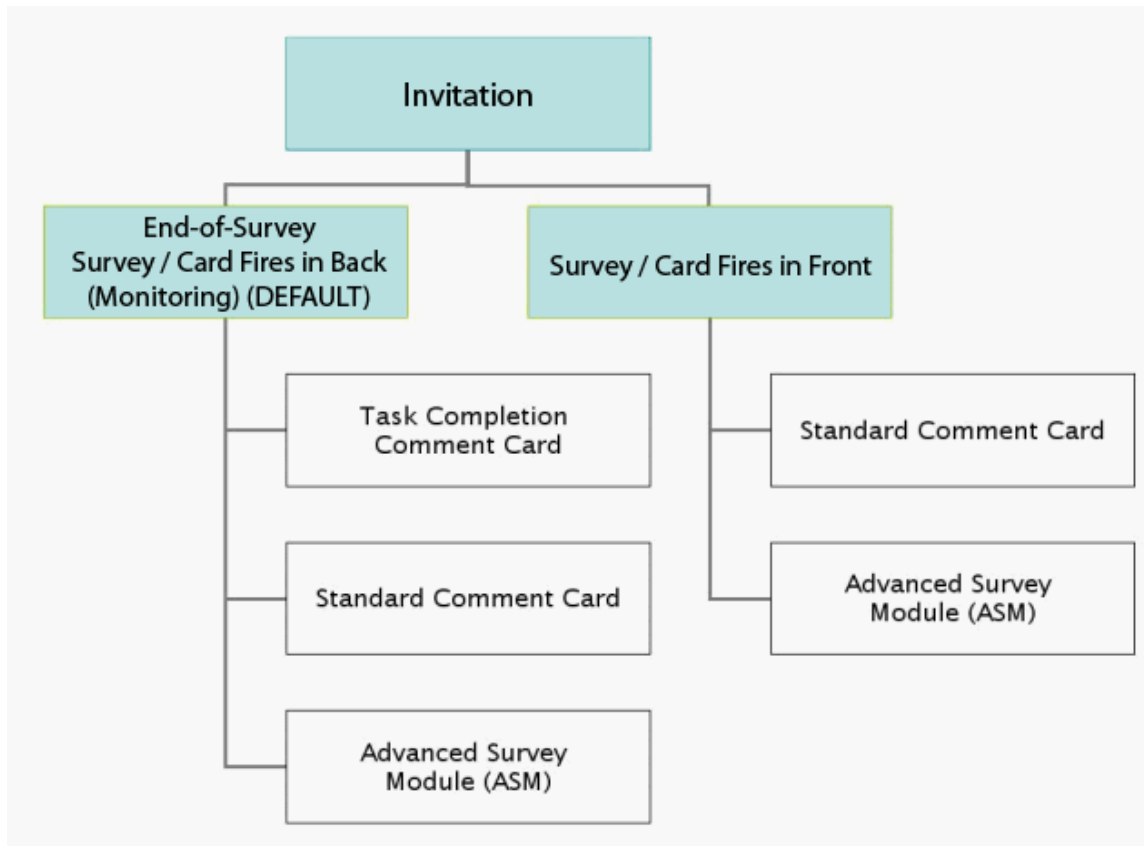 Invitation
End-of-Survey
Survey / Card Fires in Back
(Monitoring) (DEFAULT)
Survey / Card Fires in Front
Task Completion
Comment Card
Standard Comment Card
Advanced Survey
Module (ASM)
Standard Comment Card
Advanced Survey
Module (ASM)